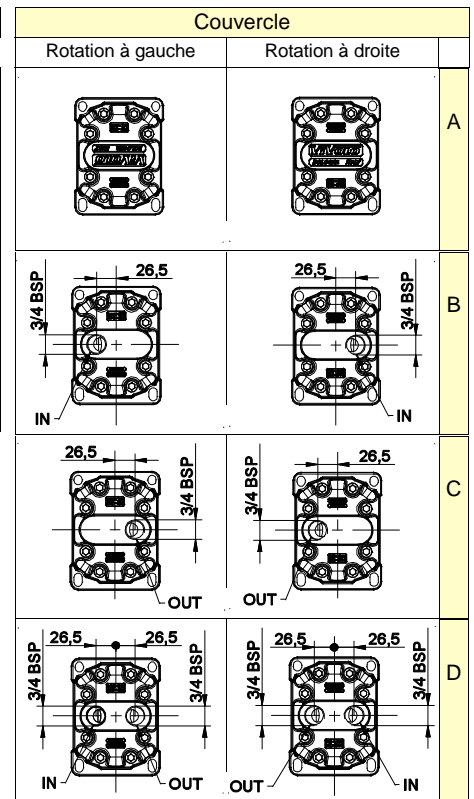 Couvercle
Rotation à gauche Rotation à droite
A
26,5 26,5
3/4 BSP 3/4 BSP
B
IN IN
26,5 26,5
3/4 BSP 3/4 BSP
C
OUT OUT
26,5 26,5 26,5 26,5
3/4 BSP 3/4 BSP 3/4 BSP 3/4 BSP
D
IN OUT OUT IN